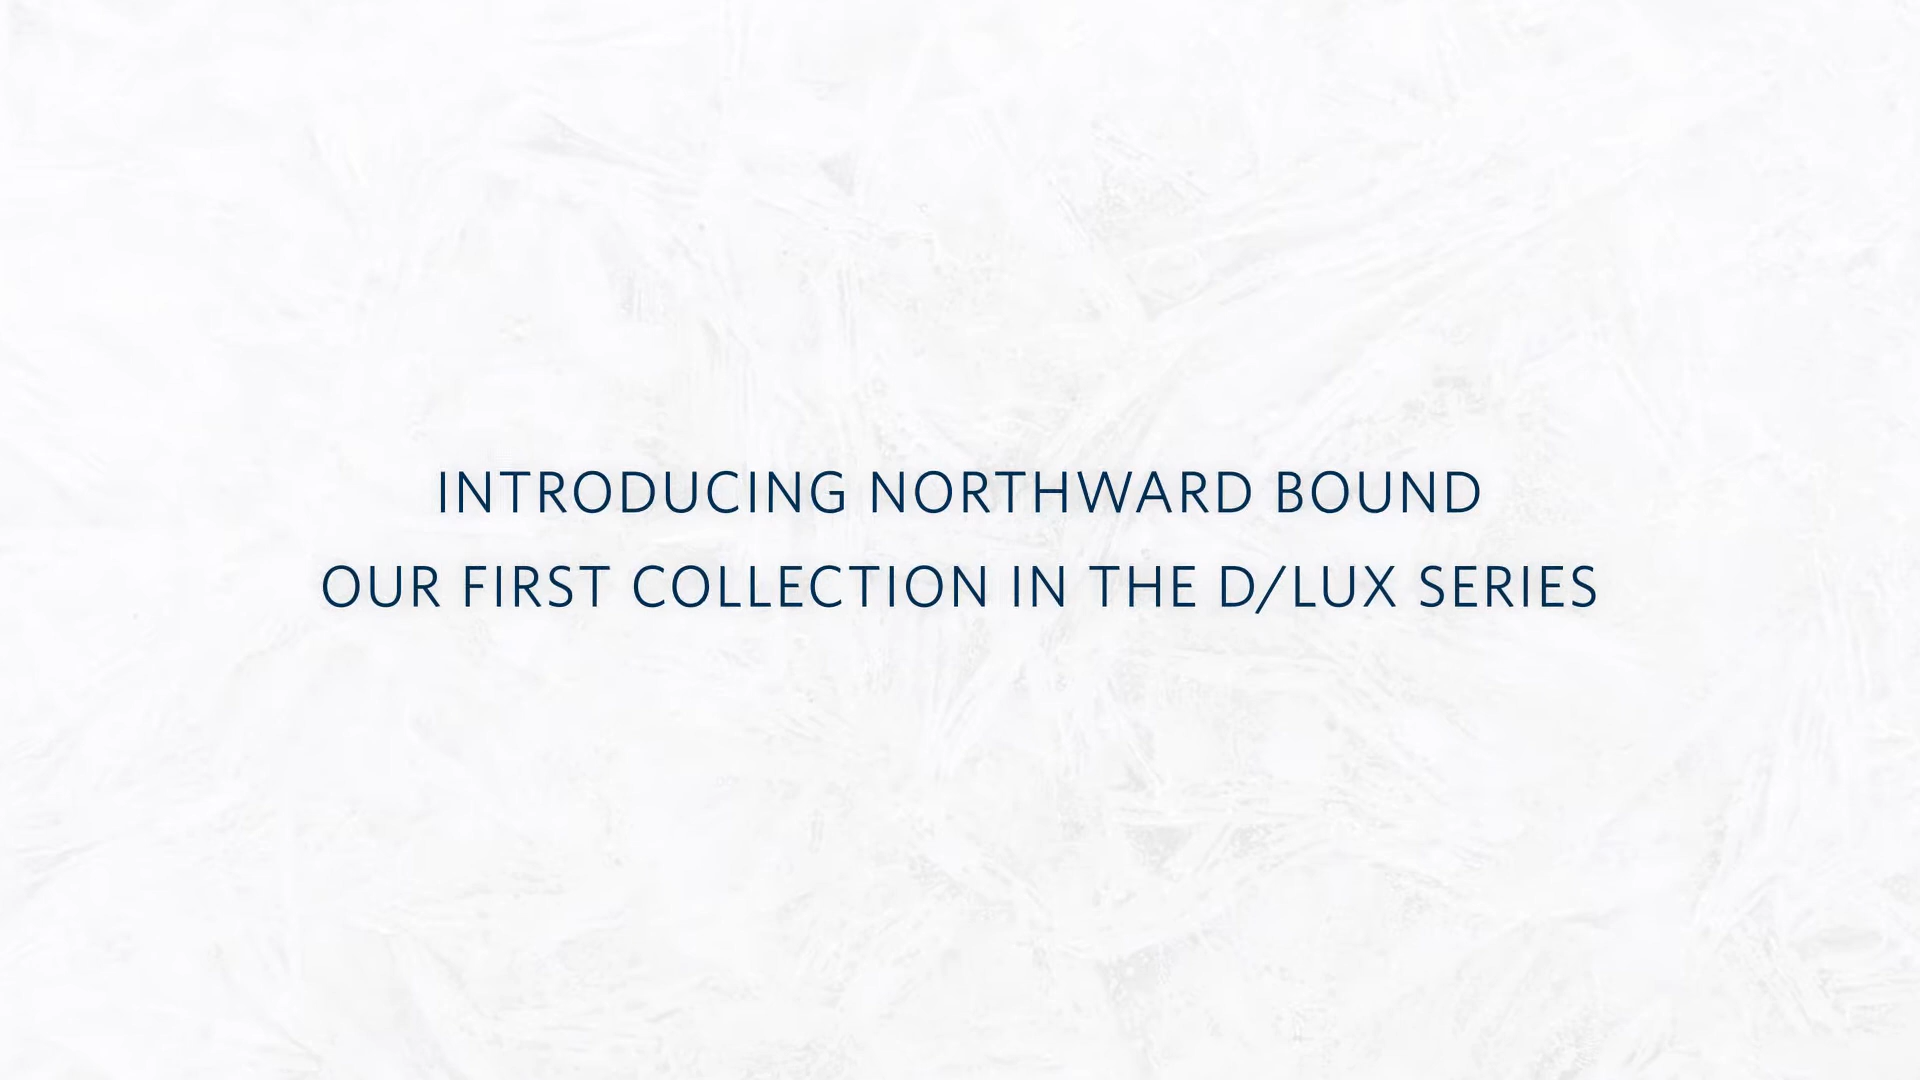 INTRODUCING NORTHWARD BOUND
OUR FIRST COLLECTION IN THE D/LUX SERIES